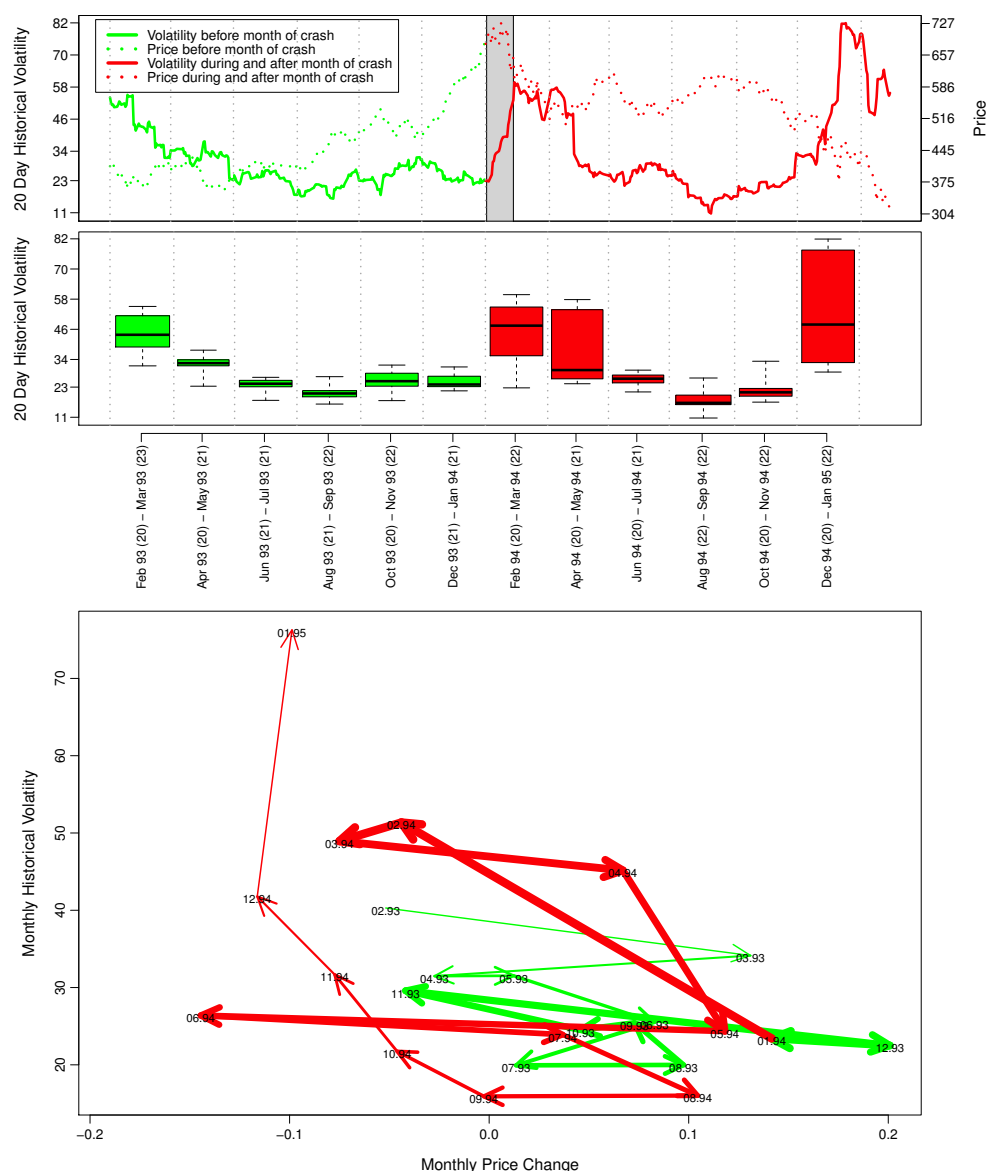 Volatility before month of crash
Price before month of crash
Volatility during and after month of crash
Price during and after month of crash
20 Day Historical Volatility
82
70
58
46
34
23
11
Price
727
657
586
516
445
375
304
20 Day Historical Volatility
82
70
58
46
34
23
11
Feb 93 (20) − Mar 93 (23)
Apr 93 (20) − May 93 (21)
Jun 93 (21) − Jul 93 (21)
Aug 93 (21) − Sep 93 (22)
Oct 93 (20) − Nov 93 (22)
Dec 93 (21) − Jan 94 (21)
Feb 94 (20) − Mar 94 (22)
Apr 94 (20) − May 94 (21)
Jun 94 (20) − Jul 94 (21)
Aug 94 (22) − Sep 94 (22)
Oct 94 (20) − Nov 94 (22)
Dec 94 (20) − Jan 95 (22)
Monthly Historical Volatility
70
60
50
40
30
20
01.95
02.94
03.94
04.94
12.94
02.93
03.93
11.94
04.93
05.93
11.93
06.94
09.93
06.93
10.93
07.94
05.94
01.94
12.93
10.94
07.93
08.93
09.94
08.94
−0.2
−0.1
0.0
0.1
0.2
Monthly Price Change